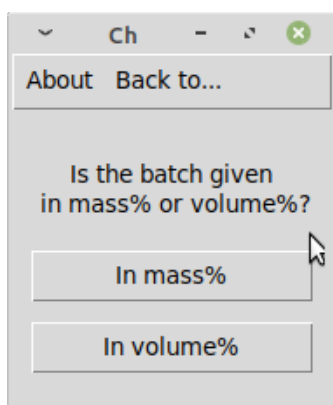 Ch
About Back to...
Is the batch given
in mass% or volume%?
In mass%
In volume%